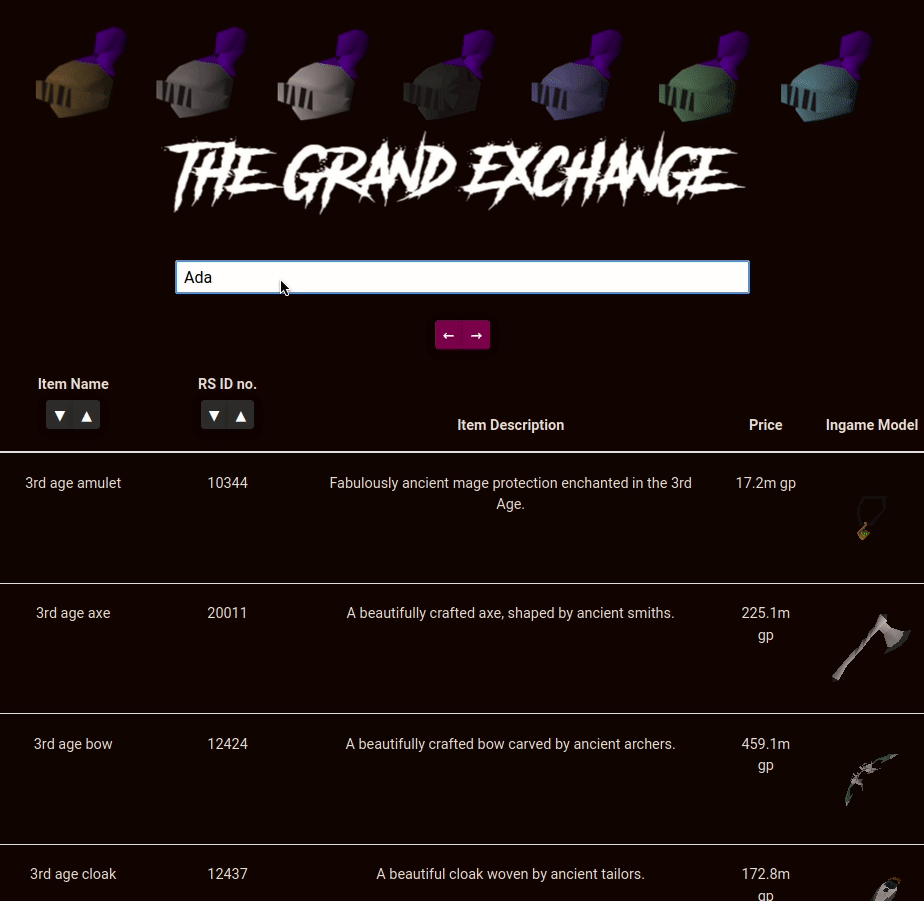 THE GRAND EXCHANGE
Ada
← →
Item Name
RS ID no.
▼ ▲
▼ ▲
Item Description
Price
Ingame Model
3rd age amulet
10344
Fabulously ancient mage protection enchanted in the 3rd
Age.
17.2m gp
3rd age axe
20011
A beautifully crafted axe, shaped by ancient smiths.
225.1m
gp
3rd age bow
12424
A beautifully crafted bow carved by ancient archers.
459.1m
gp
3rd age cloak
12437
A beautiful cloak woven by ancient tailors.
172.8m
gp